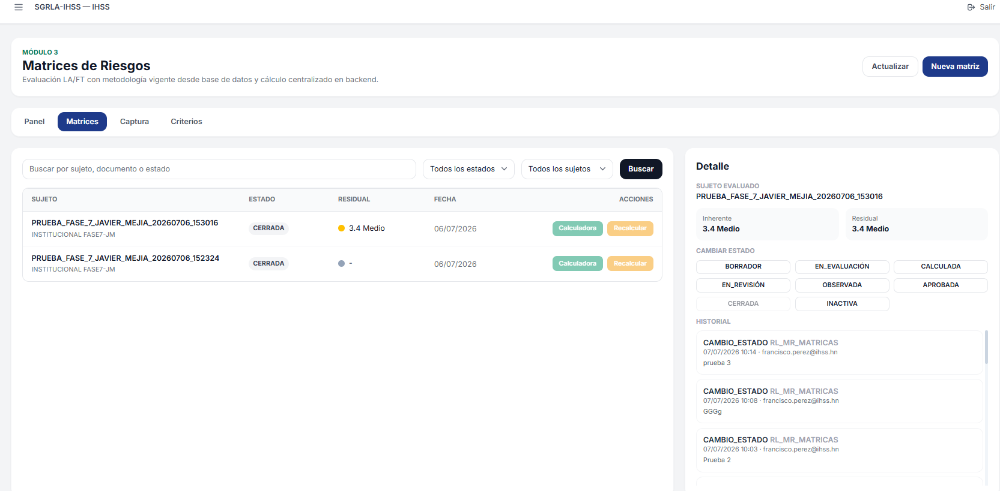 SGRLA-IHSS — IHSS
Salir
MÓDULO 3
Matrices de Riesgos
Evaluación LA/FT con metodología vigente desde base de datos y cálculo centralizado en backend.
Actualizar
Nueva matriz
Panel
Matrices
Captura
Criterios
Buscar por sujeto, documento o estado
Todos los estados
Todos los sujetos
Buscar
SUJETO ESTADO RESIDUAL FECHA ACCIONES
PRUEBA_FASE_7_JAVIER_MEJIA_20260706_153016
INSTITUCIONAL FASE7-JM
CERRADA
3.4 Medio
06/07/2026
Calculadora
Recalcular
PRUEBA_FASE_7_JAVIER_MEJIA_20260706_152324
INSTITUCIONAL FASE7-JM
CERRADA
-
06/07/2026
Calculadora
Recalcular
Detalle
SUJETO EVALUADO
PRUEBA_FASE_7_JAVIER_MEJIA_20260706_153016
Inherente
3.4 Medio
Residual
3.4 Medio
CAMBIAR ESTADO
BORRADOR
EN_EVALUACIÓN
CALCULADA
EN_REVISIÓN
OBSERVADA
APROBADA
CERRADA
INACTIVA
HISTORIAL
CAMBIO_ESTADO RL_MR_MATRICAS
07/07/2026 10:14 · francisco.perez@ihss.hn
prueba 3
CAMBIO_ESTADO RL_MR_MATRICAS
07/07/2026 10:08 · francisco.perez@ihss.hn
GGGg
CAMBIO_ESTADO RL_MR_MATRICAS
07/07/2026 10:03 · francisco.perez@ihss.hn
Prueba 2